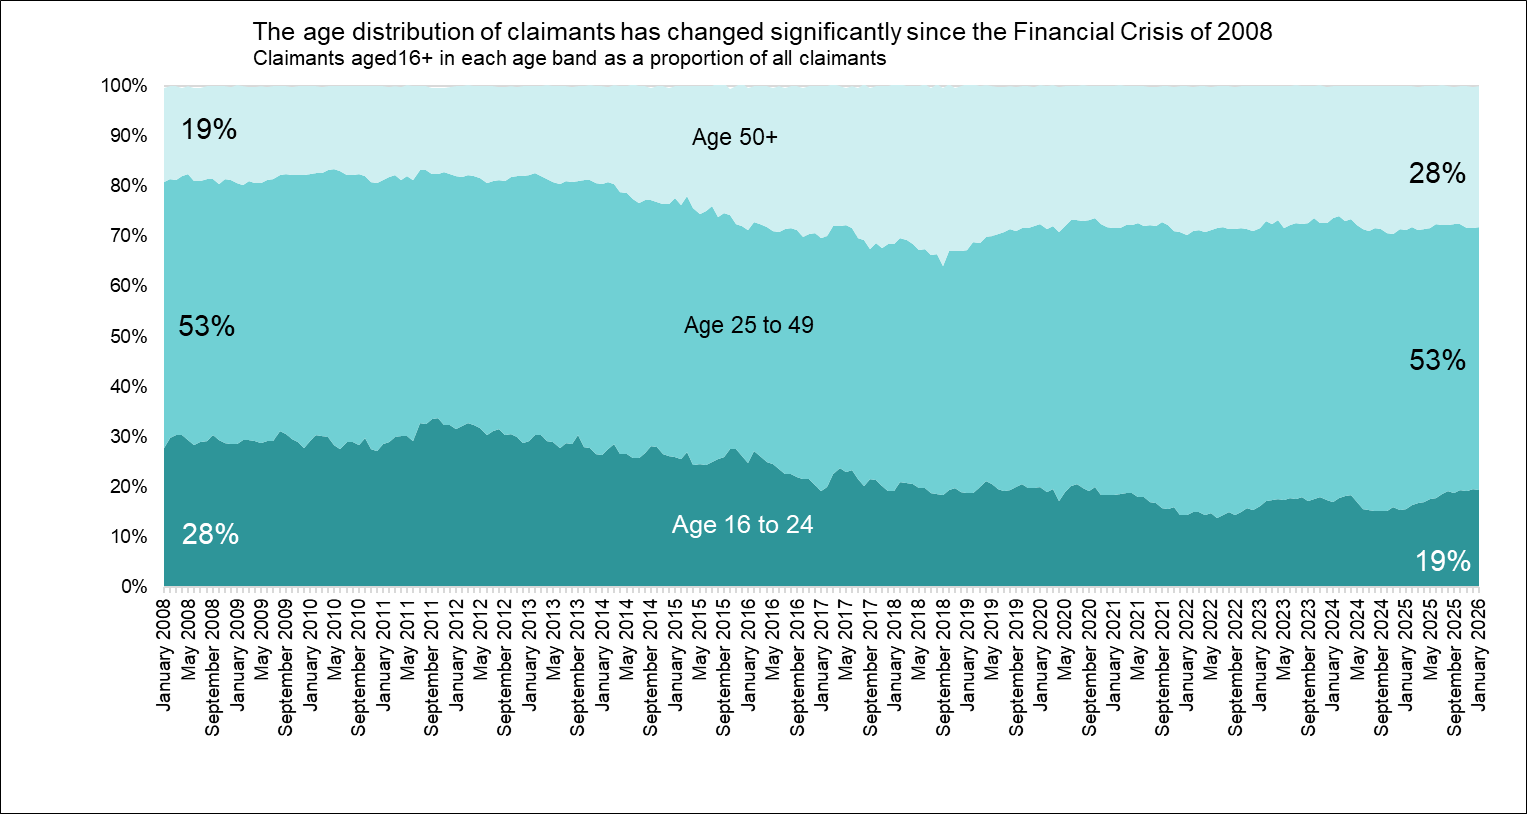 The age distribution of claimants has changed significantly since the Financial Crisis of 2008
Claimants aged16+ in each age band as a proportion of all claimants
100%
90%
80%
70%
60%
50%
40%
30%
20%
10%
0%
19%
Age 50+
28%
53%
Age 25 to 49
53%
28%
Age 16 to 24
19%
January 2008
May 2008
September 2008
January 2009
May 2009
September 2009
January 2010
May 2010
September 2010
January 2011
May 2011
September 2011
January 2012
May 2012
September 2012
January 2013
May 2013
September 2013
January 2014
May 2014
September 2014
January 2015
May 2015
September 2015
January 2016
May 2016
September 2016
January 2017
May 2017
September 2017
January 2018
May 2018
September 2018
January 2019
May 2019
September 2019
January 2020
May 2020
September 2020
January 2021
May 2021
September 2021
January 2022
May 2022
September 2022
January 2023
May 2023
September 2023
January 2024
May 2024
September 2024
January 2025
May 2025
September 2025
January 2026